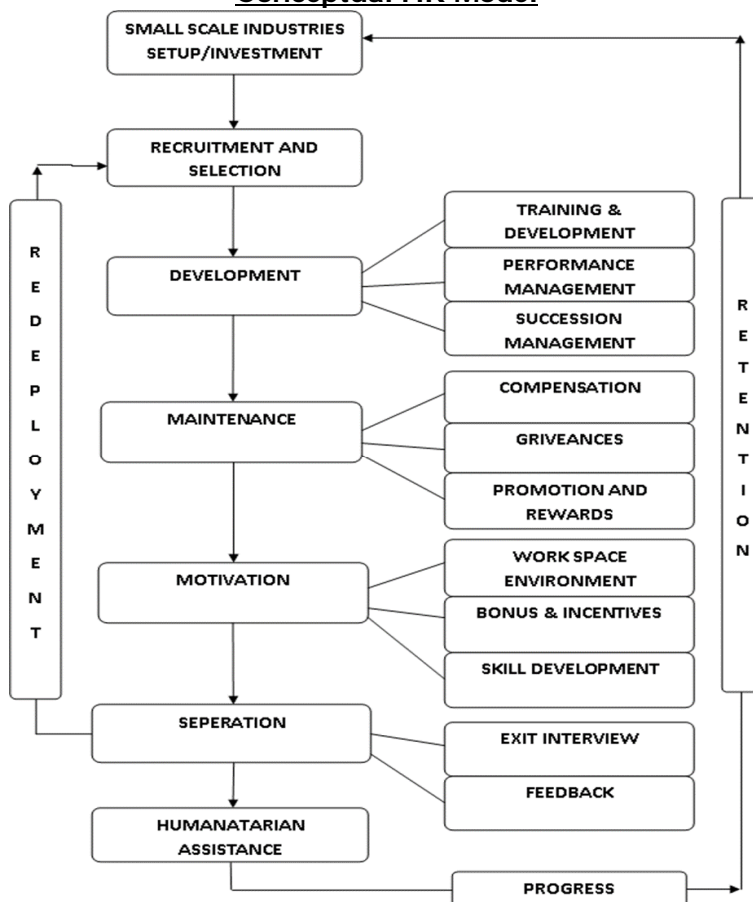 Conceptual HR Model
SMALL SCALE INDUSTRIES
SETUP/INVESTMENT
RECRUITMENT AND
SELECTION
REDEPLOYMENT
DEVELOPMENT
TRAINING &
DEVELOPMENT
PERFORMANCE
MANAGEMENT
SUCCESSION
MANAGEMENT
MAINTENANCE
COMPENSATION
GRIVEANCES
PROMOTION AND
REWARDS
MOTIVATION
WORK SPACE
ENVIRONMENT
BONUS & INCENTIVES
SKILL DEVELOPMENT
SEPERATION
EXIT INTERVIEW
FEEDBACK
HUMANATARIAN
ASSISTANCE
PROGRESS
RETENTION